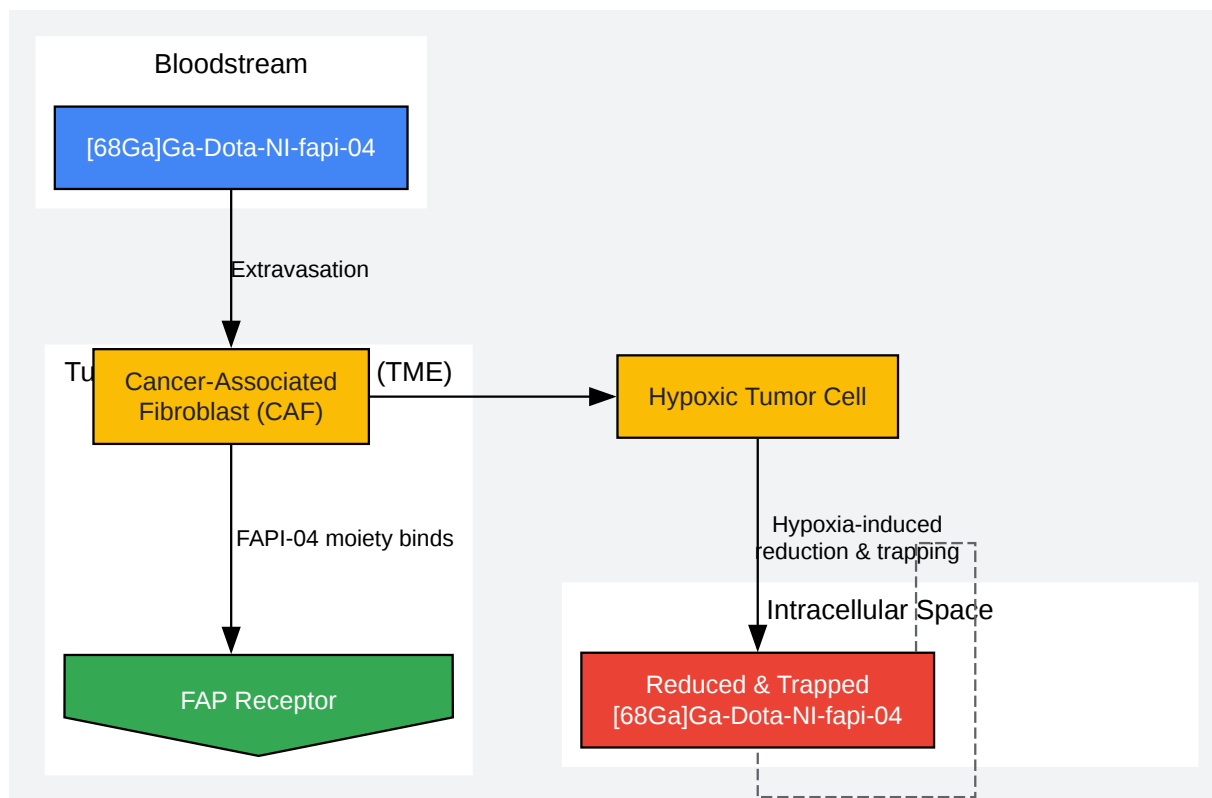 Bloodstream
[68Ga]Ga-Dota-NI-fapi-04
Extravasation
(TME)
Cancer-Associated
Fibroblast (CAF)
Hypoxic Tumor Cell
FAPI-04 moiety binds
Hypoxia-induced
reduction & trapping
Intracellular Space
FAP Receptor
Reduced & Trapped
[68Ga]Ga-Dota-NI-fapi-04